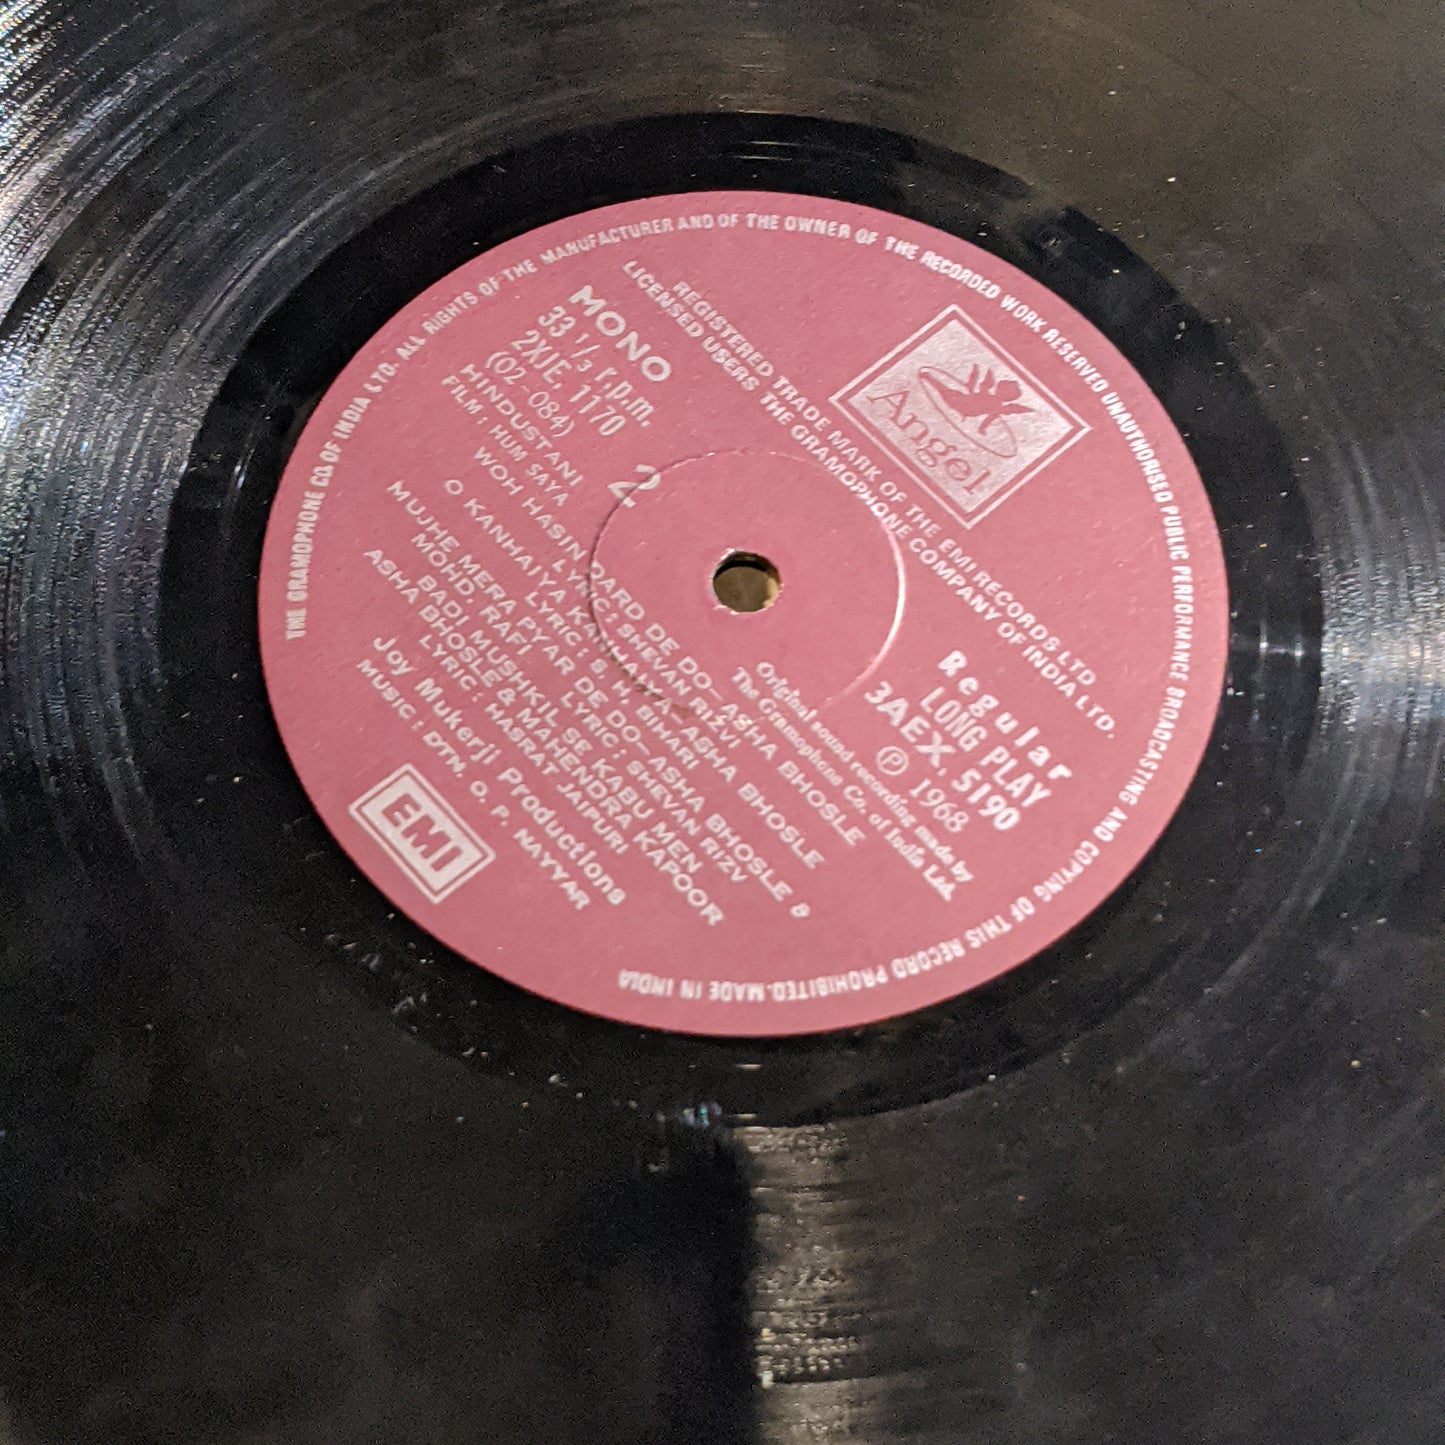 THE GRAMOPHONE CO. OF INDIA LTD. ALL RIGHTS OF THE MANUFACTURER AND OF THE OWNER OF THE RECORDED WORK RESERVED UNAUTHORISED PUBLIC PERFORMANCE BROADCASTING AND COPYING OF THIS RECORD PROHIBITED. MADE IN INDIA
Angel
REGISTERED TRADE MARK OF THE EMI RECORDS LTD
LICENSED USERS THE GRAMOPHONE COMPANY OF INDIA LTD.
MONO
33 1/3 r.p.m.
2XJE. 1170
(O2-084)
2
Regular
LONG PLAY
3AEX. 5190
Ⓟ 1968
Original sound recording made by
The Gramophone Co. of India Ltd.
HINDUSTANI
FILM : HUM SAYA
WOH HASIN DARD DE DO— ASHA BHOSLE
LYRIC : SHEVAN RIZVI
O KANHAIYA KANHAIYA— ASHA BHOSLE
LYRIC : S. H. BIHARI
MUJHE MERA PYAR DE DO— ASHA BHOSLE &
MOHD. RAFI LYRIC : SHEVAN RIZV
BADI MUSHKIL SE KABU MEN
ASHA BHOSLE & MAHENDRA KAPOOR
LYRIC : HASRAT JAIPURI
Joy Mukerji Productions
MUSIC : DTN. O. P. NAYYAR
EMI